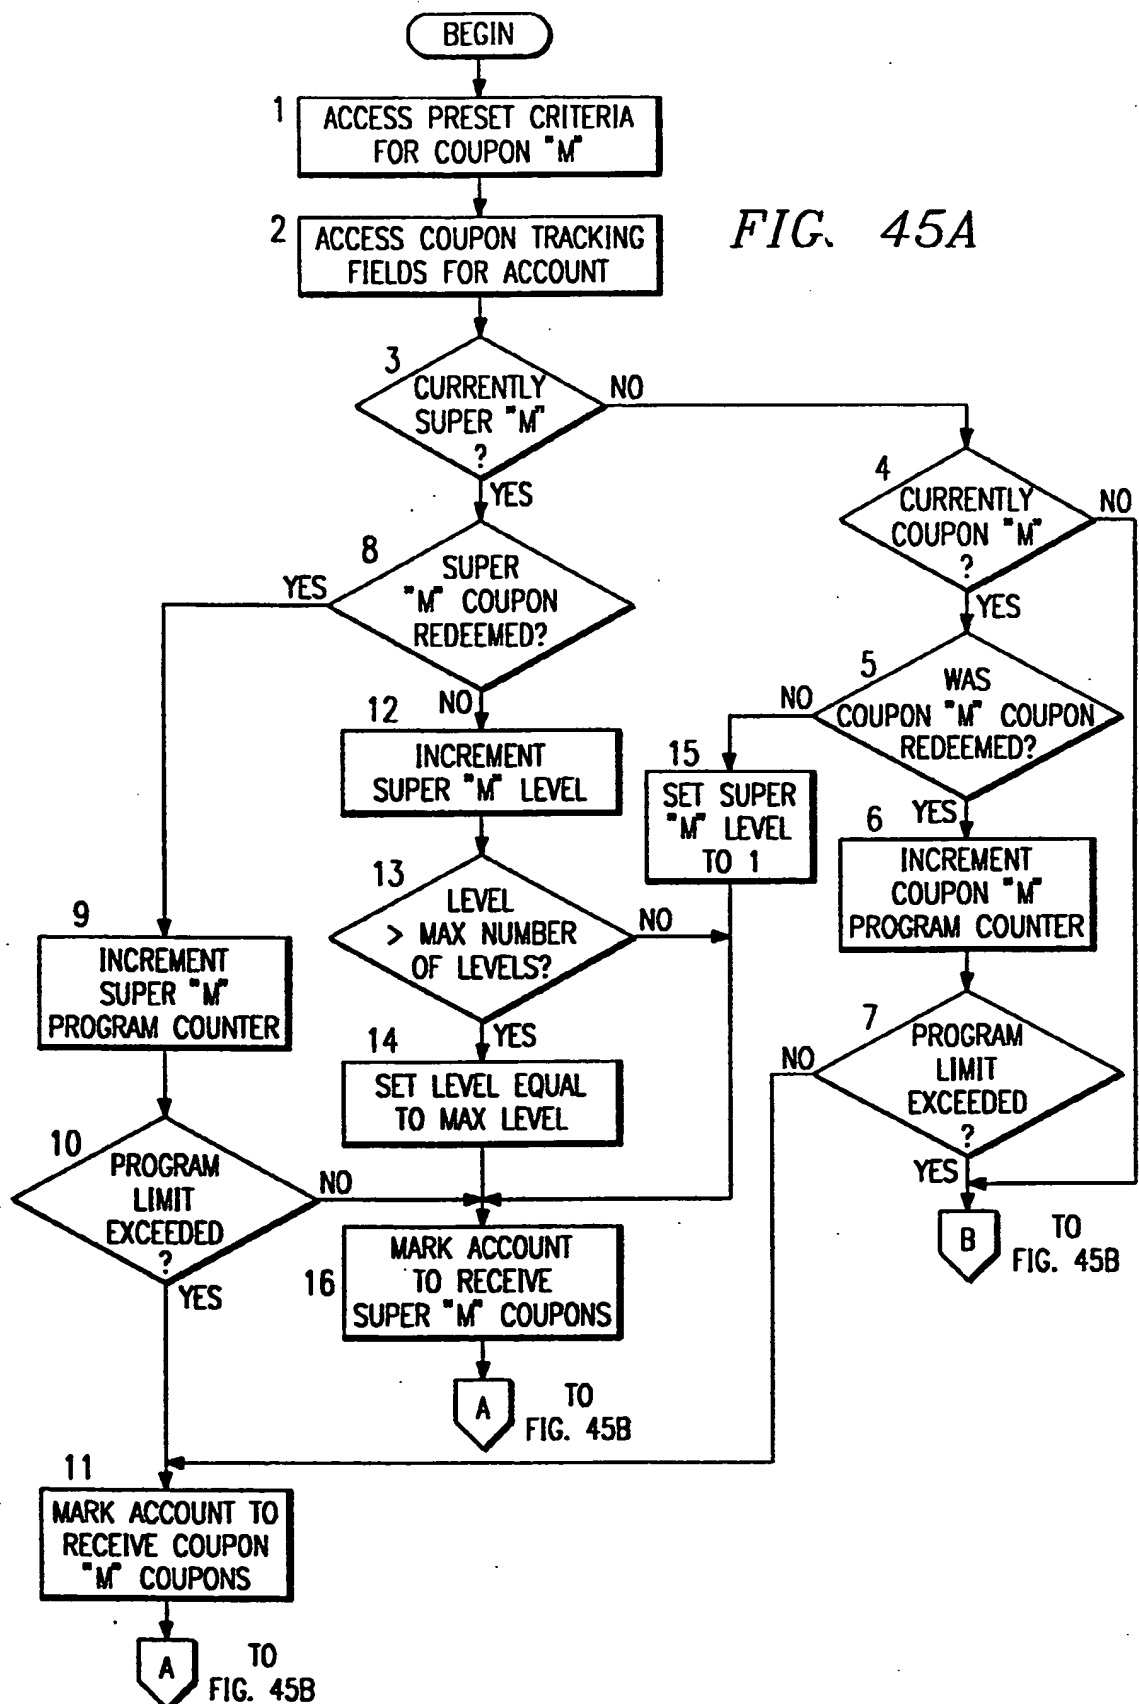 BEGIN
1
ACCESS PRESET CRITERIA
FOR COUPON "M"
2
ACCESS COUPON TRACKING
FIELDS FOR ACCOUNT
FIG. 45A
3
CURRENTLY
SUPER "M"
?
NO
YES
4
CURRENTLY
COUPON "M"
?
NO
YES
8
SUPER
"M" COUPON
REDEEMED?
YES
NO
5
WAS
COUPON "M" COUPON
REDEEMED?
NO
YES
12
INCREMENT
SUPER "M" LEVEL
15
SET SUPER
"M" LEVEL
TO 1
6
INCREMENT
COUPON "M"
PROGRAM COUNTER
13
LEVEL
> MAX NUMBER
OF LEVELS?
NO
YES
9
INCREMENT
SUPER "M"
PROGRAM COUNTER
7
PROGRAM
LIMIT
EXCEEDED
?
NO
YES
14
SET LEVEL EQUAL
TO MAX LEVEL
10
PROGRAM
LIMIT
EXCEEDED
?
NO
YES
B
TO
FIG. 45B
16
MARK ACCOUNT
TO RECEIVE
SUPER "M" COUPONS
A
TO
FIG. 45B
11
MARK ACCOUNT TO
RECEIVE COUPON
"M" COUPONS
A
TO
FIG. 45B